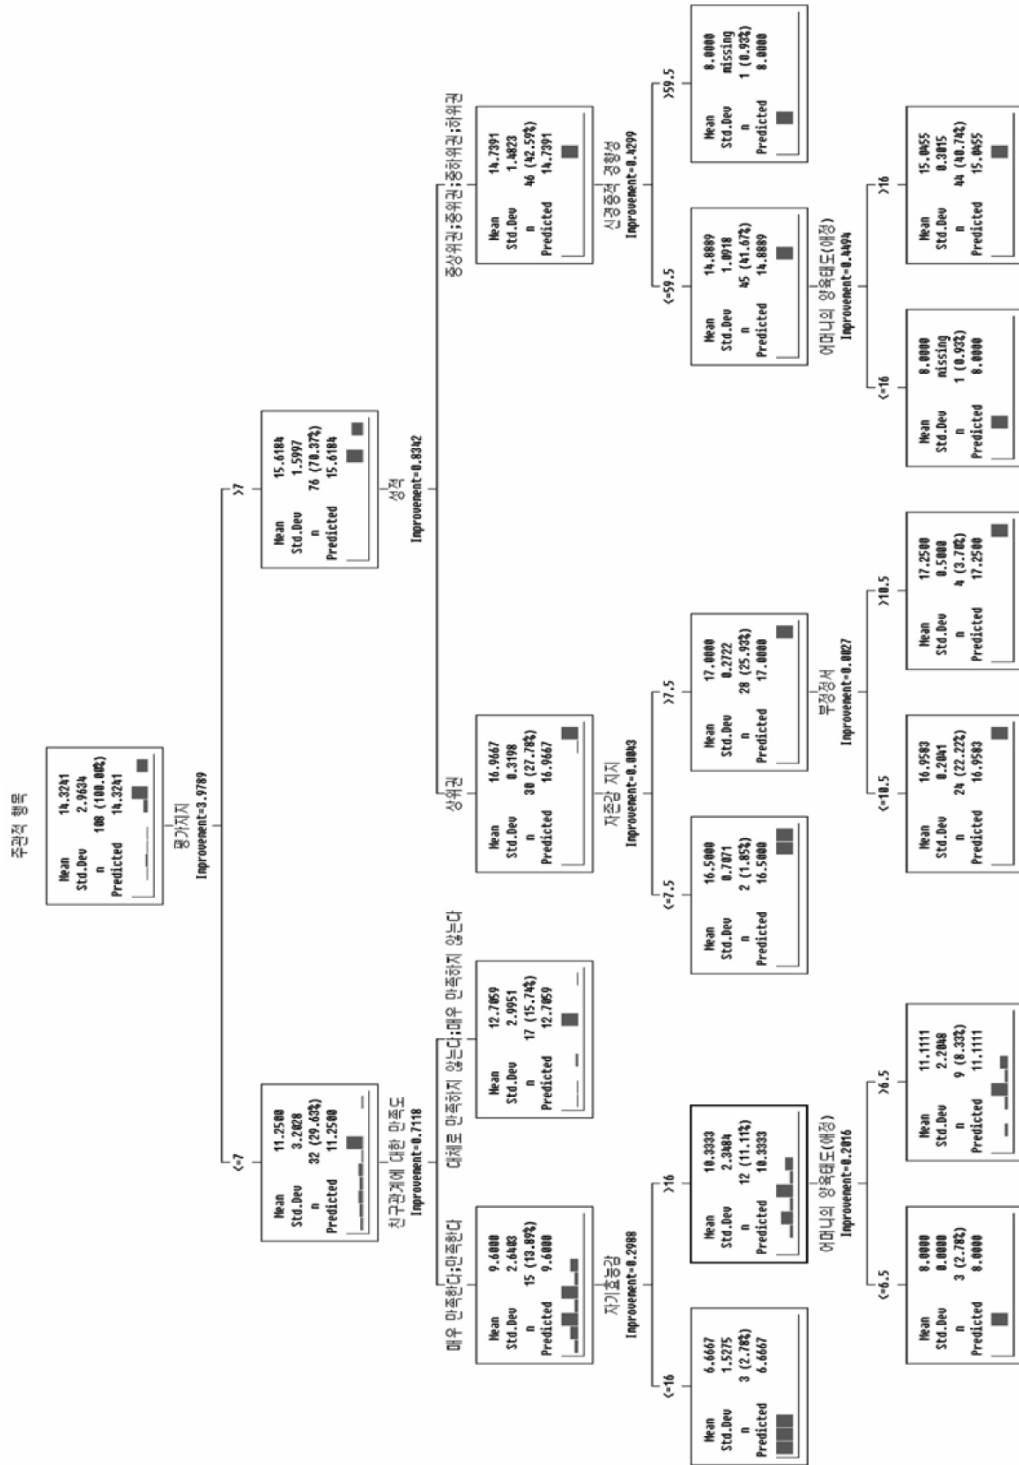 주관적 행복
Mean 14.3241
Std.Dev 2.9634
n 108 (100.00%)
Predicted 14.3241
평가지지
Improvement=3.9789
<=7
Mean 11.2500
Std.Dev 3.2028
n 32 (29.63%)
Predicted 11.2500
친구관계에 대한 만족도
Improvement=0.7118
>7
Mean 15.6184
Std.Dev 1.5997
n 76 (70.37%)
Predicted 15.6184
성적
Improvement=0.8342
매우 만족한다;만족한다
Mean 9.6000
Std.Dev 2.6403
n 15 (13.89%)
Predicted 9.6000
자기효능감
Improvement=0.2988
대체로 만족하지 않는다;매우 만족하지 않는다
Mean 12.7059
Std.Dev 2.9951
n 17 (15.74%)
Predicted 12.7059
상위권
Mean 16.9667
Std.Dev 0.3198
n 30 (27.78%)
Predicted 16.9667
자존감 지지
Improvement=0.0043
중상위권;중위권;중하위권;하위권
Mean 14.7391
Std.Dev 1.4823
n 46 (42.59%)
Predicted 14.7391
신경증적 경향성
Improvement=0.4299
<=16
Mean 6.6667
Std.Dev 1.5275
n 3 (2.78%)
Predicted 6.6667
>16
Mean 10.3333
Std.Dev 2.3484
n 12 (11.11%)
Predicted 10.3333
어머니의 양육태도(애정)
Improvement=0.2016
<=7.5
Mean 16.5000
Std.Dev 0.7071
n 2 (1.85%)
Predicted 16.5000
>7.5
Mean 17.0000
Std.Dev 0.2722
n 28 (25.93%)
Predicted 17.0000
부정정서
Improvement=0.0027
<=59.5
Mean 14.8889
Std.Dev 1.0918
n 45 (41.67%)
Predicted 14.8889
어머니의 양육태도(애정)
Improvement=0.4494
>59.5
Mean 8.0000
Std.Dev missing
n 1 (0.93%)
Predicted 8.0000
<=6.5
Mean 8.0000
Std.Dev 0.0000
n 3 (2.78%)
Predicted 8.0000
>6.5
Mean 11.1111
Std.Dev 2.2048
n 9 (8.33%)
Predicted 11.1111
<=10.5
Mean 16.9583
Std.Dev 0.2041
n 24 (22.22%)
Predicted 16.9583
>10.5
Mean 17.2500
Std.Dev 0.5000
n 4 (3.70%)
Predicted 17.2500
<=16
Mean 8.0000
Std.Dev missing
n 1 (0.93%)
Predicted 8.0000
>16
Mean 15.0455
Std.Dev 0.3015
n 44 (40.74%)
Predicted 15.0455